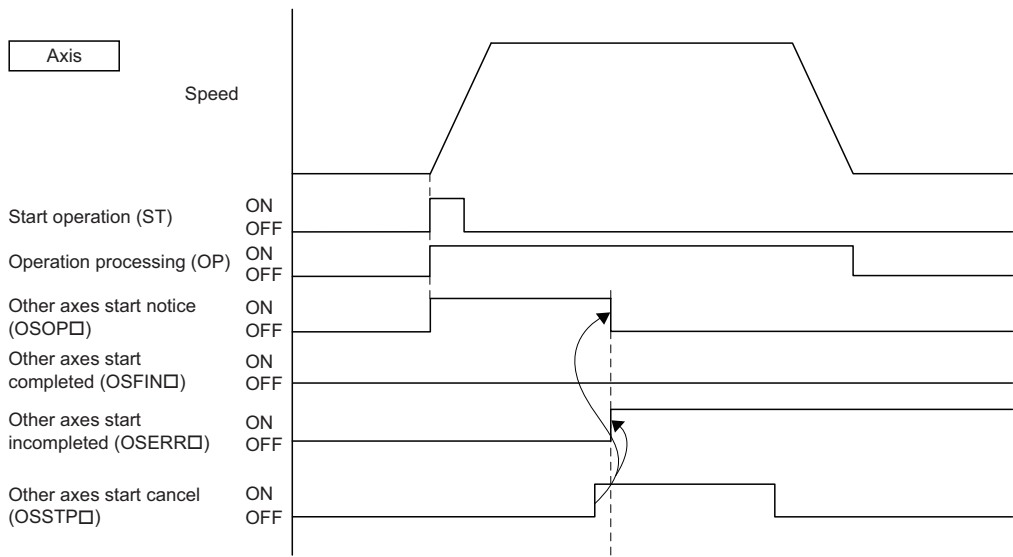 Axis
Speed
Start operation (ST)
ON
OFF
Operation processing (OP)
ON
OFF
Other axes start notice
(OSOP□)
ON
OFF
Other axes start
completed (OSFIN□)
ON
OFF
Other axes start
incompleted (OSERR□)
ON
OFF
Other axes start cancel
(OSSTP□)
ON
OFF